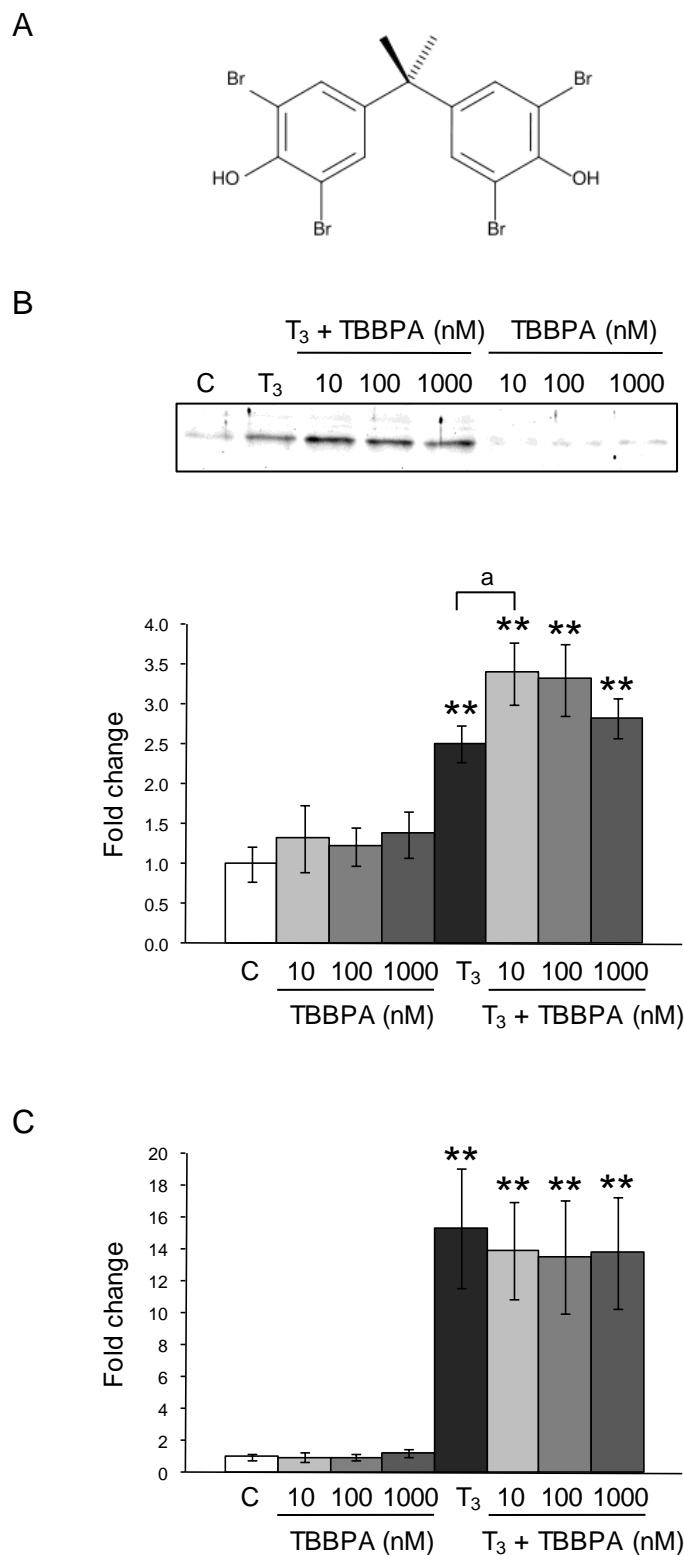 A
Br
Br
HO
OH
Br
Br
B
T₃ + TBBPA (nM) TBBPA (nM)
C T₃ 10 100 1000 10 100 1000
a
** ** ** **
4.0
3.5
3.0
2.5
2.0
1.5
1.0
0.5
0.0
Fold change
C 10 100 1000 T₃ 10 100 1000
TBBPA (nM) T₃ + TBBPA (nM)
C
** ** ** **
20
18
16
14
12
10
8
6
4
2
0
Fold change
C 10 100 1000 T₃ 10 100 1000
TBBPA (nM) T₃ + TBBPA (nM)